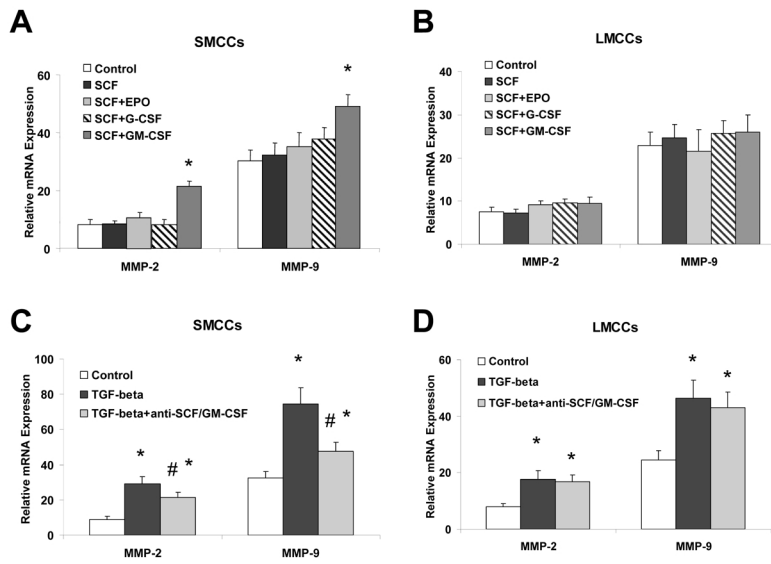 A
SMCCs
Control
SCF
SCF+EPO
SCF+G-CSF
SCF+GM-CSF
*
*
Relative mRNA Expression
60
40
20
0
MMP-2
MMP-9
B
LMCCs
Control
SCF
SCF+EPO
SCF+G-CSF
SCF+GM-CSF
Relative mRNA Expression
40
30
20
10
0
MMP-2
MMP-9
C
SMCCs
Control
TGF-beta
TGF-beta+anti-SCF/GM-CSF
*
# *
*
# *
Relative mRNA Expression
100
80
60
40
20
0
MMP-2
MMP-9
D
LMCCs
Control
TGF-beta
TGF-beta+anti-SCF/GM-CSF
*
*
*
*
Relative mRNA Expression
60
40
20
0
MMP-2
MMP-9